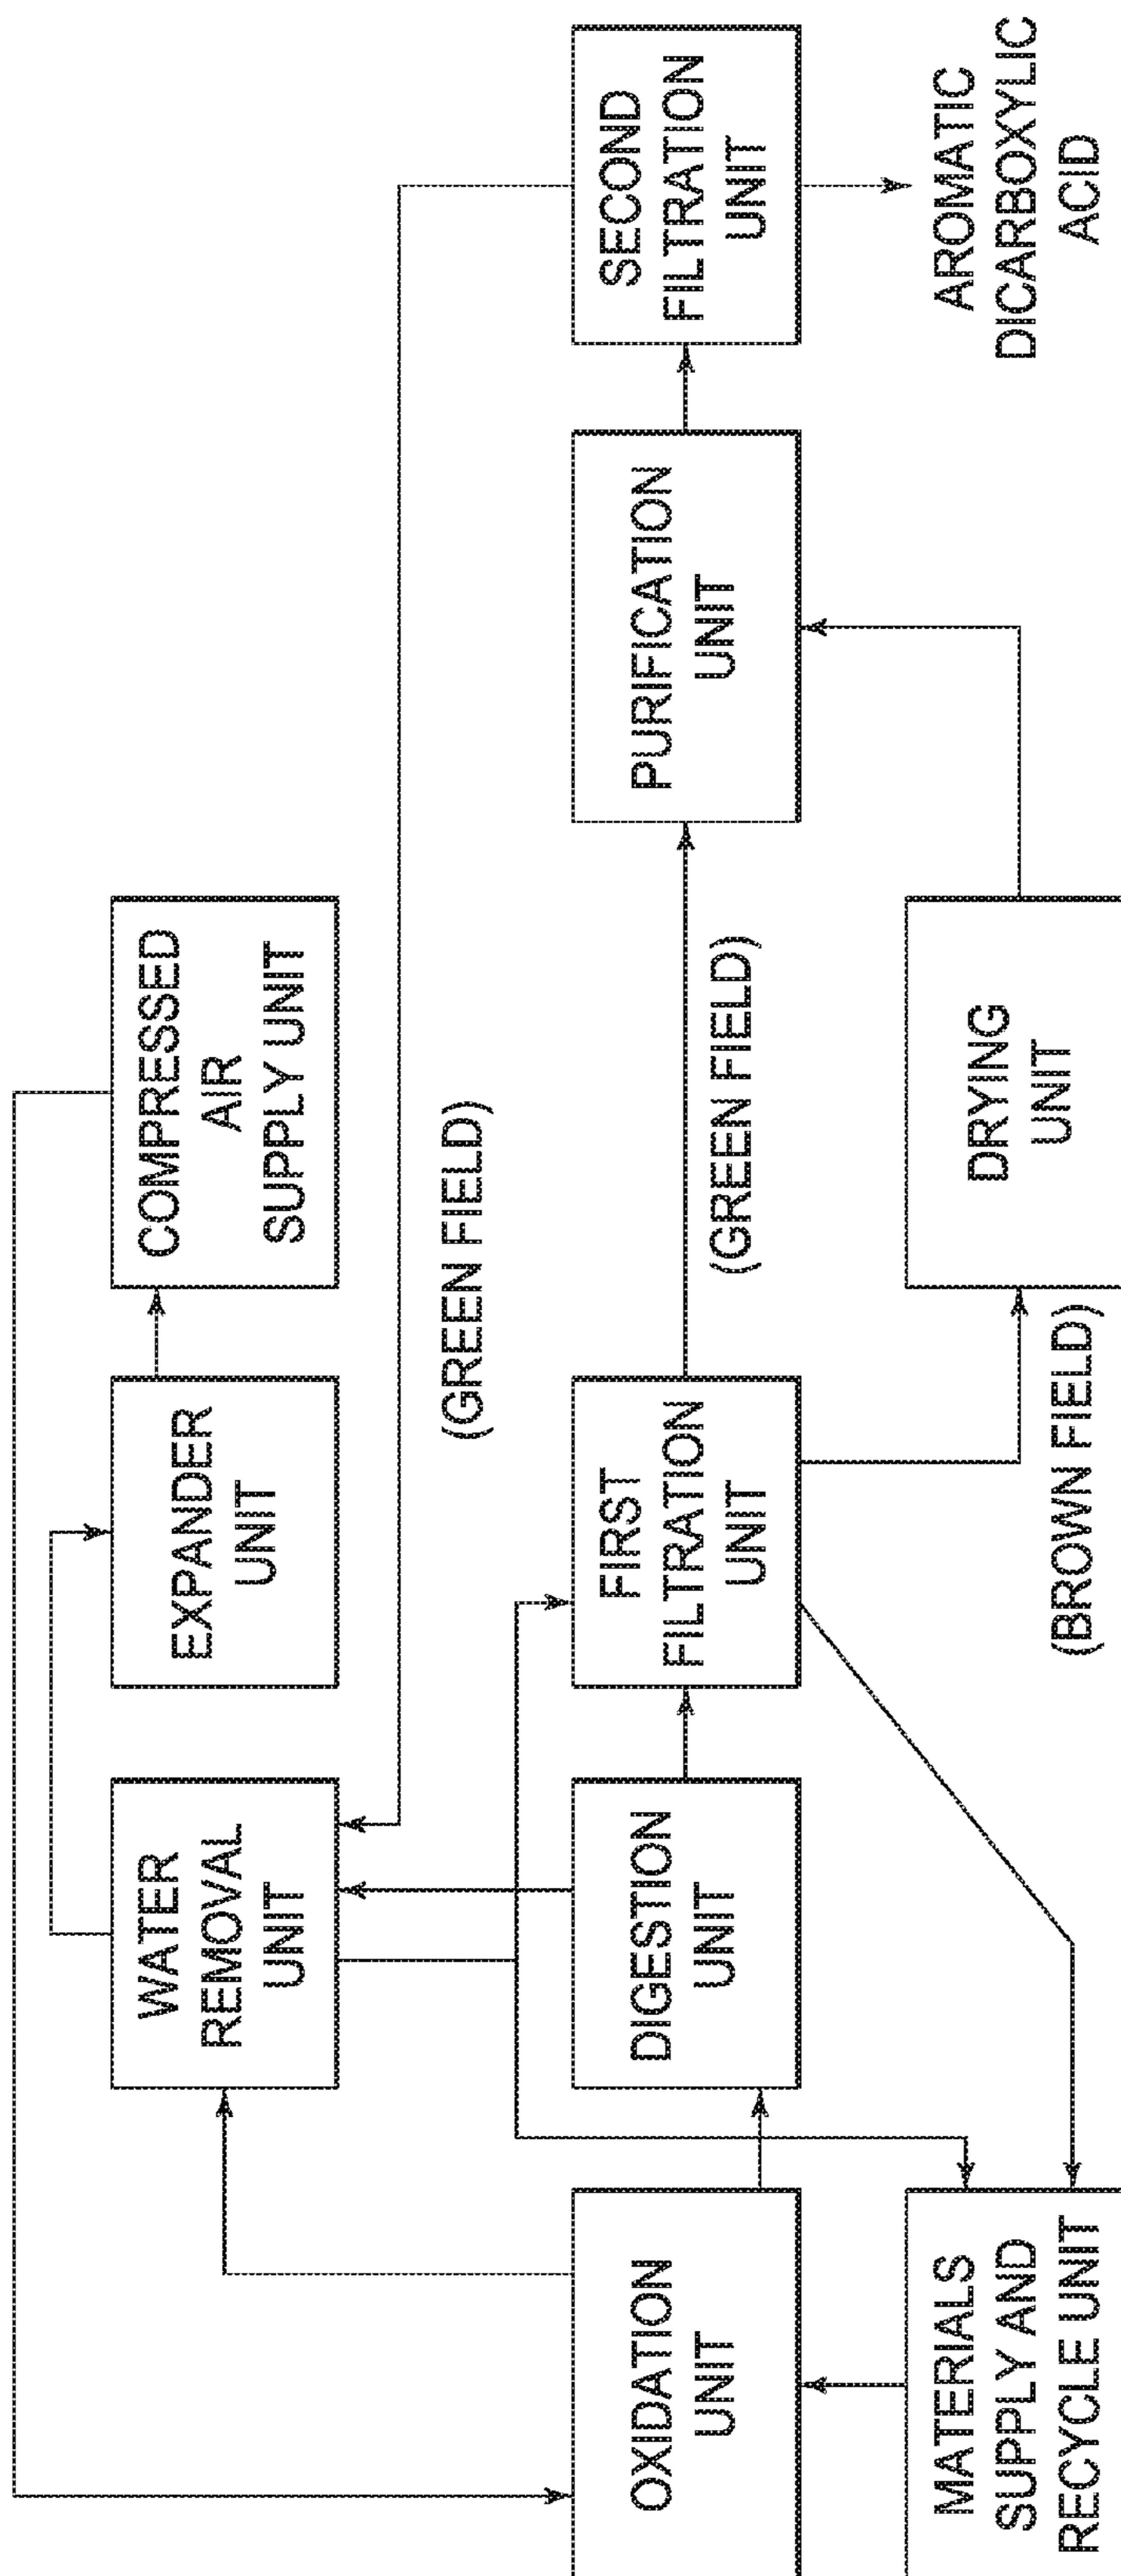 COMPRESSED
AIR
SUPPLY UNIT
EXPANDER
UNIT
WATER
REMOVAL
UNIT
(GREEN FIELD)
SECOND
FILTRATION
UNIT
PURIFICATION
UNIT
(GREEN FIELD)
FIRST
FILTRATION
UNIT
DIGESTION
UNIT
OXIDATION
UNIT
AROMATIC
DICARBOXYLIC
ACID
DRYING
UNIT
(BROWN FIELD)
MATERIALS
SUPPLY AND
RECYCLE UNIT